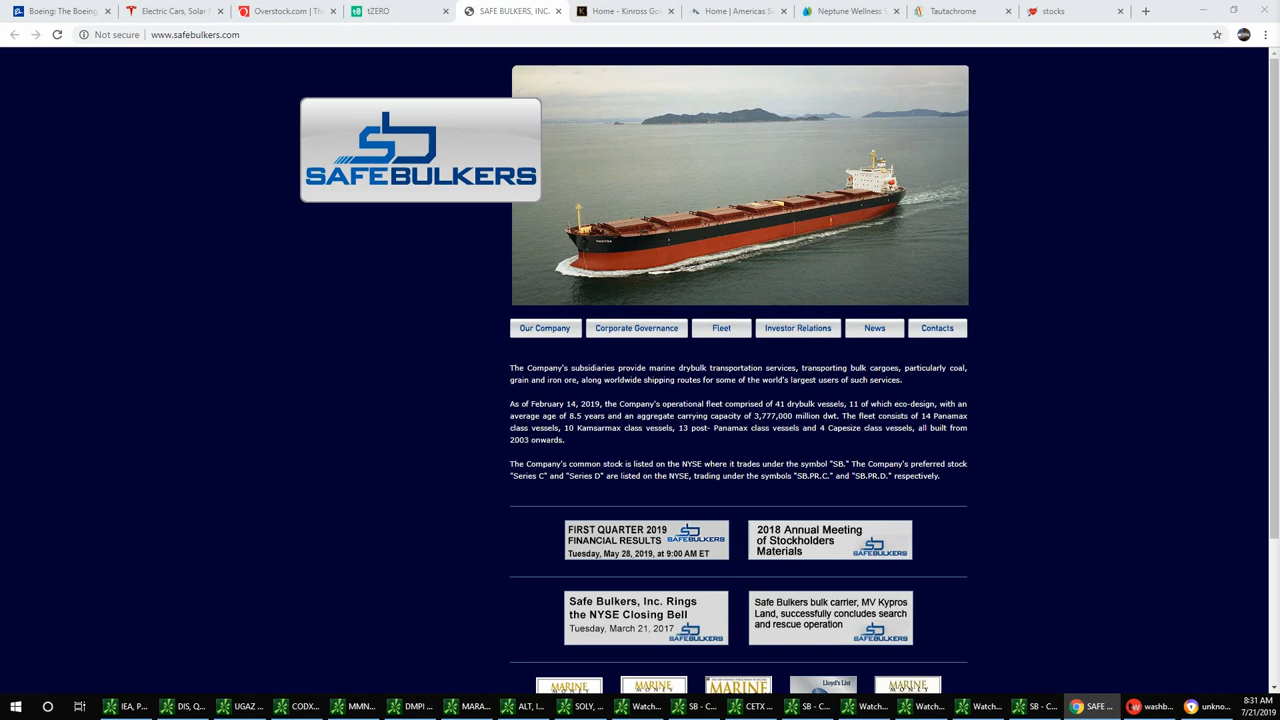 Boeing: The Boeing
Electric Cars, Solar
Overstock.com | The
tZERO
SAFE BULKERS, INC.
Home - Kinross Go
Home | Americas Si
Neptune Wellness S
Tautachrome
stocks
Not secure | www.safebulkers.com
SAFEBULKERS
Our Company
Corporate Governance
Fleet
Investor Relations
News
Contacts
The Company's subsidiaries provide marine drybulk transportation services, transporting bulk cargoes, particularly coal,
grain and iron ore, along worldwide shipping routes for some of the world's largest users of such services.
As of February 14, 2019, the Company's operational fleet comprised of 41 drybulk vessels, 11 of which eco-design, with an
average age of 8.5 years and an aggregate carrying capacity of 3,777,000 million dwt. The fleet consists of 14 Panamax
class vessels, 10 Kamsarmax class vessels, 13 post- Panamax class vessels and 4 Capesize class vessels, all built from
2003 onwards.
The Company's common stock is listed on the NYSE where it trades under the symbol "SB." The Company's preferred stock
"Series C" and "Series D" are listed on the NYSE, trading under the symbols "SB.PR.C." and "SB.PR.D." respectively.
FIRST QUARTER 2019
FINANCIAL RESULTS
Tuesday, May 28, 2019, at 9:00 AM ET
SAFEBULKERS
2018 Annual Meeting
of Stockholders
Materials
SAFEBULKERS
Safe Bulkers, Inc. Rings
the NYSE Closing Bell
Tuesday, March 21, 2017
SAFEBULKERS
Safe Bulkers bulk carrier, MV Kypros
Land, successfully concludes search
and rescue operation
SAFEBULKERS
MARINE
MARINE
MONEY
MARINE
Lloyd's List
MARINE
MONEY
IEA, P...
DIS, Q...
UGAZ ...
CODX...
MMN...
DMPI ...
MARA...
ALT, I...
SOLY, ...
Watch...
SB - C...
CETX ...
SB - C...
Watch...
Watch...
Watch...
SB - C...
SAFE ...
washb...
unkno...
8:31 AM
7/21/2019